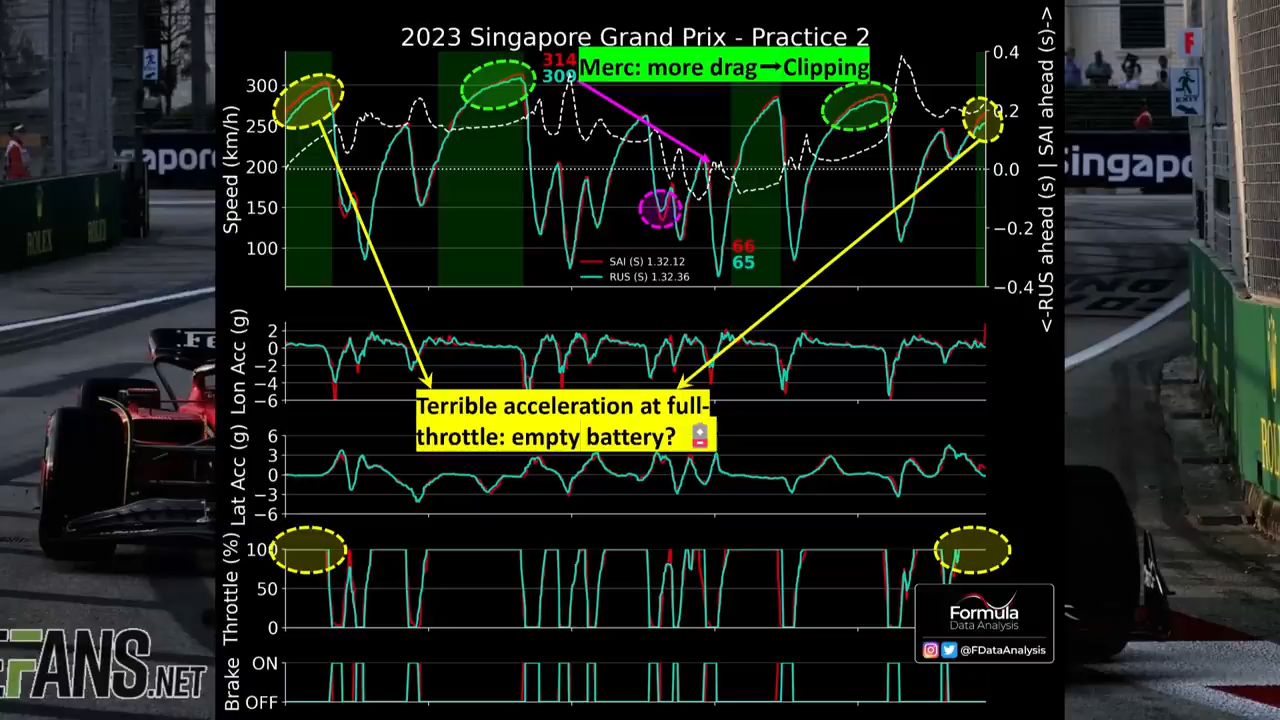 2023 Singapore Grand Prix - Practice 2
Merc: more drag→Clipping
314
309
Speed (km/h)
300
250
200
150
100
0.4
0.2
0.0
−0.2
−0.4
<-RUS ahead (s) | SAI ahead (s)->
66
65
SAI (S) 1.32.12
RUS (S) 1.32.36
Lon Acc (g)
2
0
−2
−4
−6
Terrible acceleration at full-
throttle: empty battery?
Lat Acc (g)
6
3
0
−3
−6
Throttle (%)
100
50
0
Brake
ON
OFF
Formula
Data Analysis
@FDataAnalysis
ROLEX
ROLEX
singapore
EXIT
FANS.NET